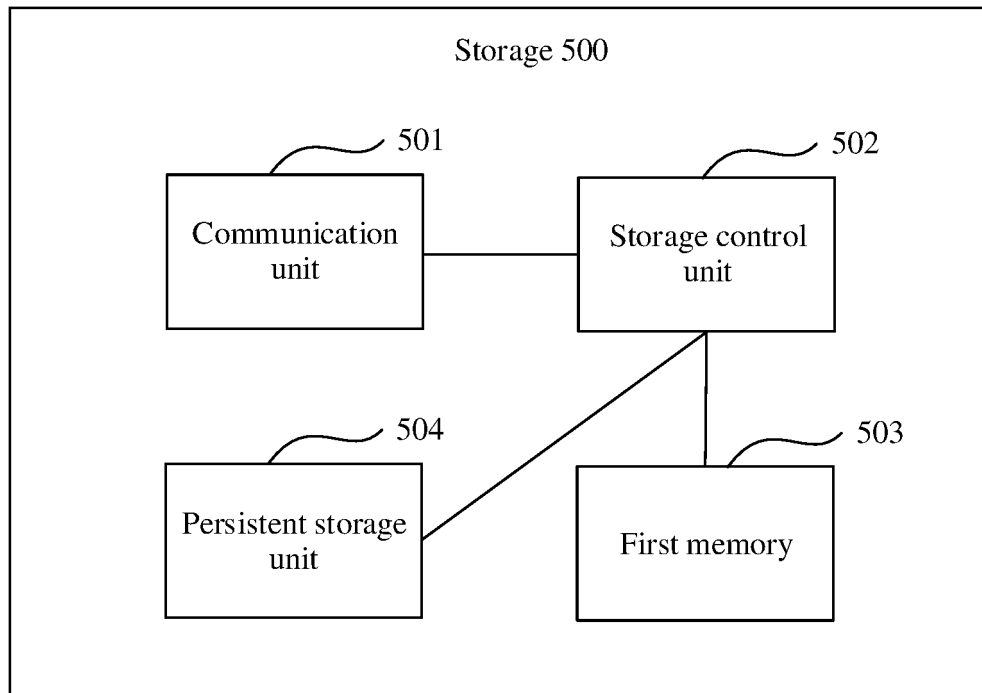 Storage 500
501
502
Communication
unit
Storage control
unit
504
503
Persistent storage
unit
First memory